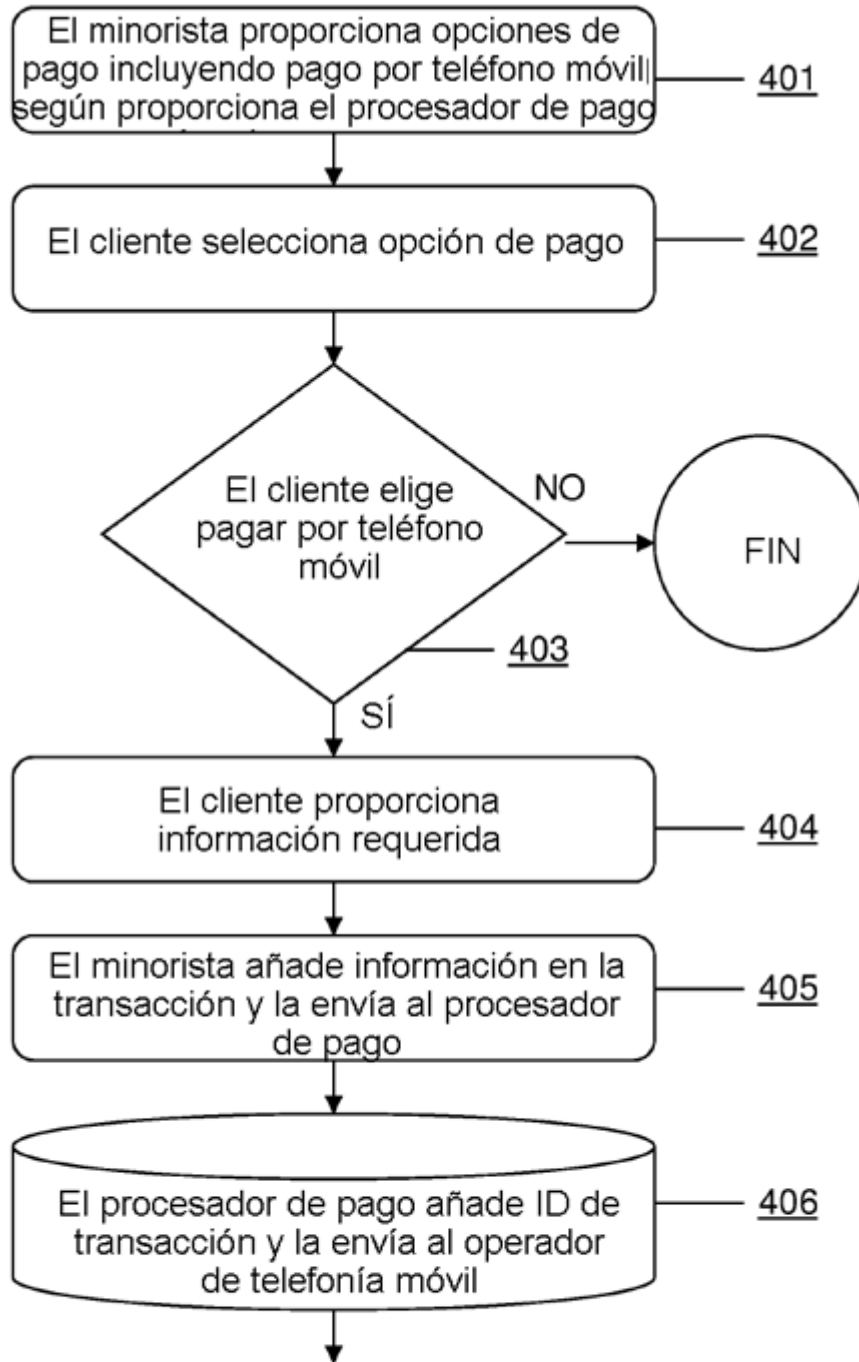 El minorista proporciona opciones de
pago incluyendo pago por teléfono móvil
según proporciona el procesador de pago
401
El cliente selecciona opción de pago
402
El cliente elige
pagar por teléfono
móvil
NO
FIN
403
SÍ
El cliente proporciona
información requerida
404
El minorista añade información en la
transacción y la envía al procesador
de pago
405
El procesador de pago añade ID de
transacción y la envía al operador
de telefonía móvil
406